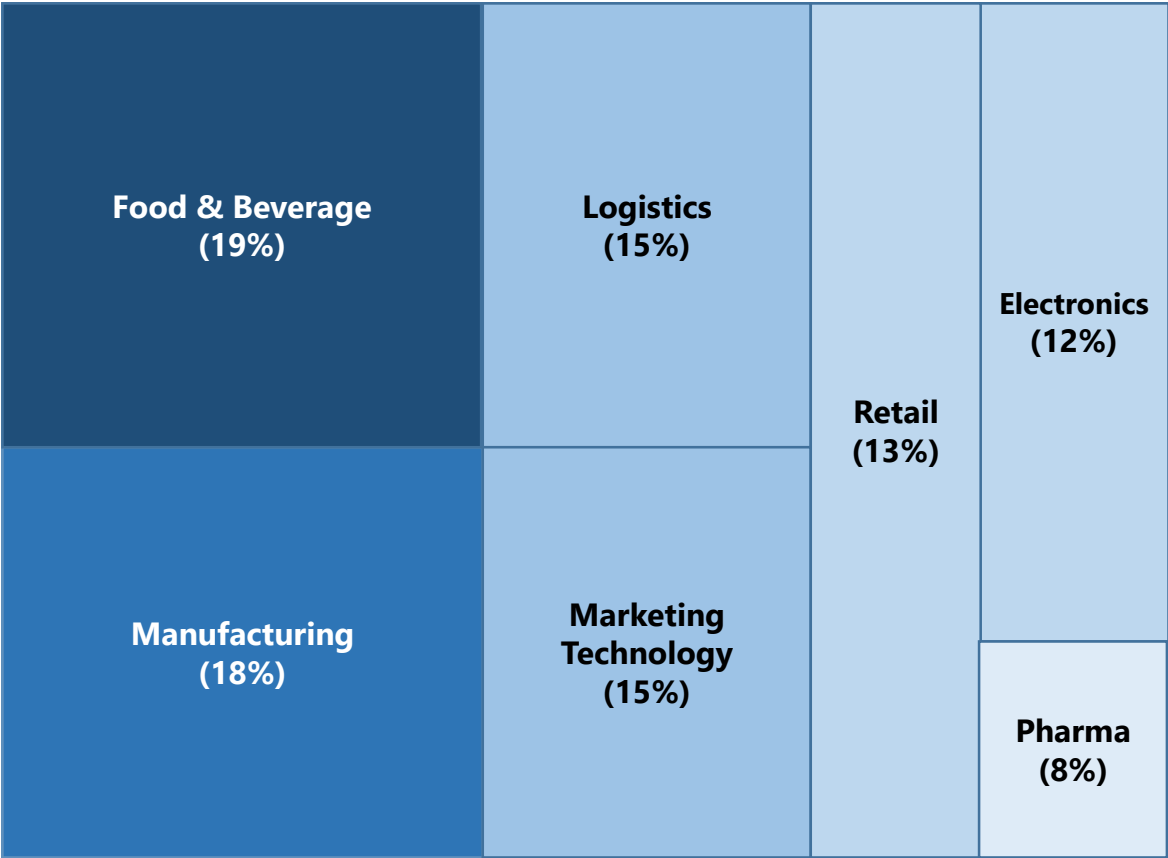 Food & Beverage
(19%)
Logistics
(15%)
Electronics
(12%)
Retail
(13%)
Manufacturing
(18%)
Marketing
Technology
(15%)
Pharma
(8%)